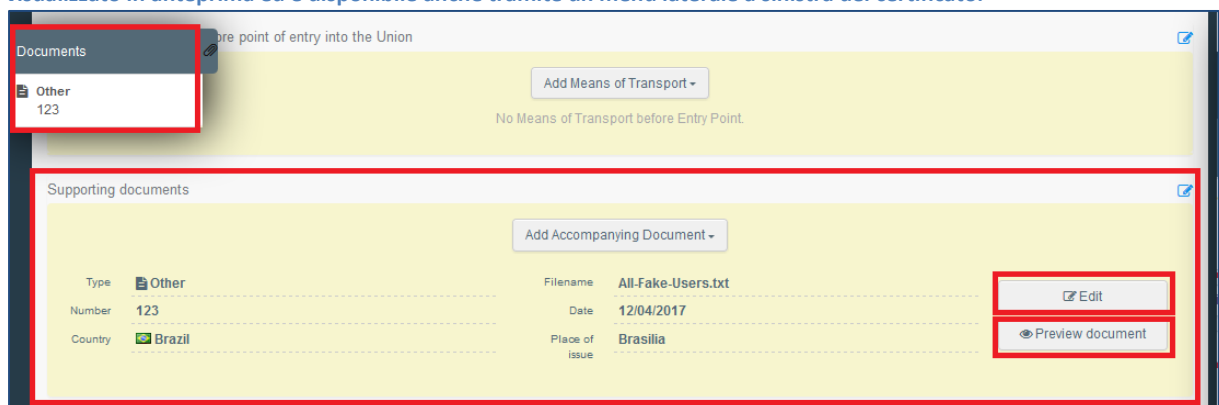 Documents
Other
123
point of entry into the Union
Add Means of Transport
No Means of Transport before Entry Point.
Supporting documents
Add Accompanying Document
Type Other
Filename All-Fake-Users.txt
Number 123
Date 12/04/2017
Country Brazil
Place of issue Brasilia
Edit
Preview document